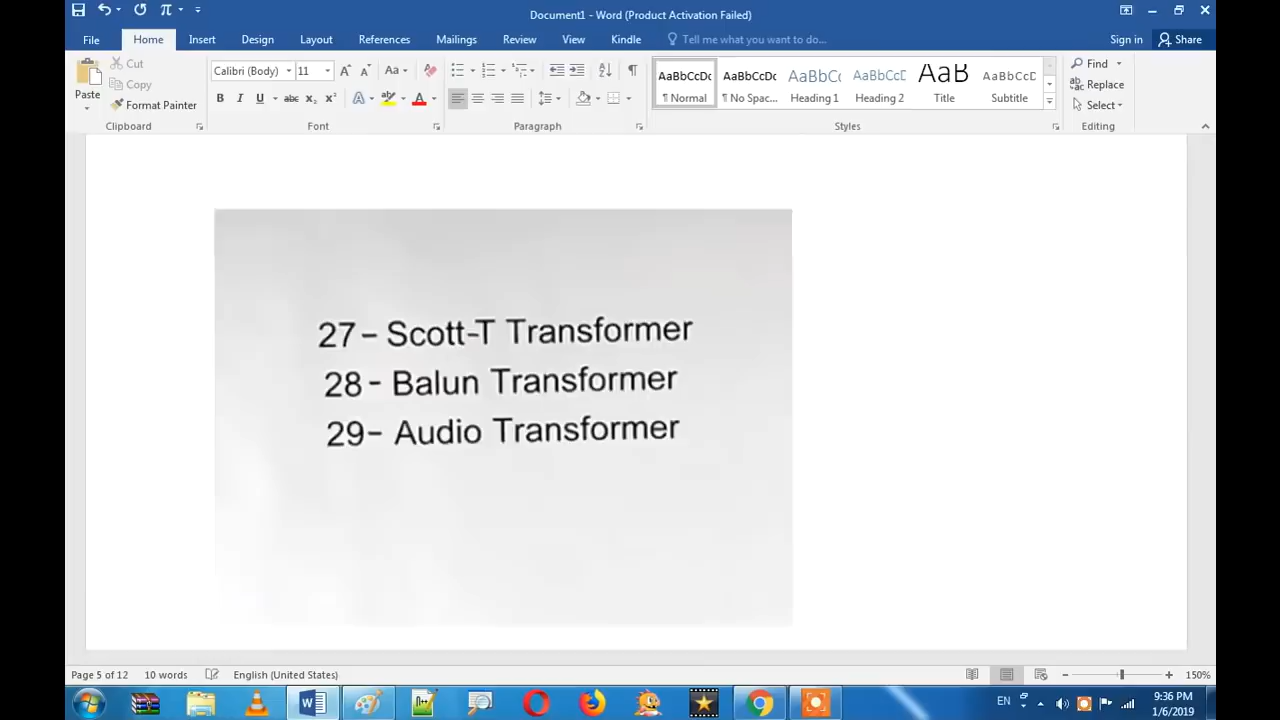 Document1 - Word (Product Activation Failed)
File Home Insert Design Layout References Mailings Review View Kindle Tell me what you want to do... Sign in Share
Paste
Cut
Copy
Format Painter
Clipboard
Calibri (Body) 11
Font
Paragraph
AaBbCcDc AaBbCcDc AaBbCc AaBbCcD AaB AaBbCcD
¶ Normal ¶ No Spac... Heading 1 Heading 2 Title Subtitle
Styles
Find
Replace
Select
Editing
27- Scott-T Transformer
28- Balun Transformer
29- Audio Transformer
Page 5 of 12 10 words English (United States) 150%
EN 9:36 PM
1/6/2019